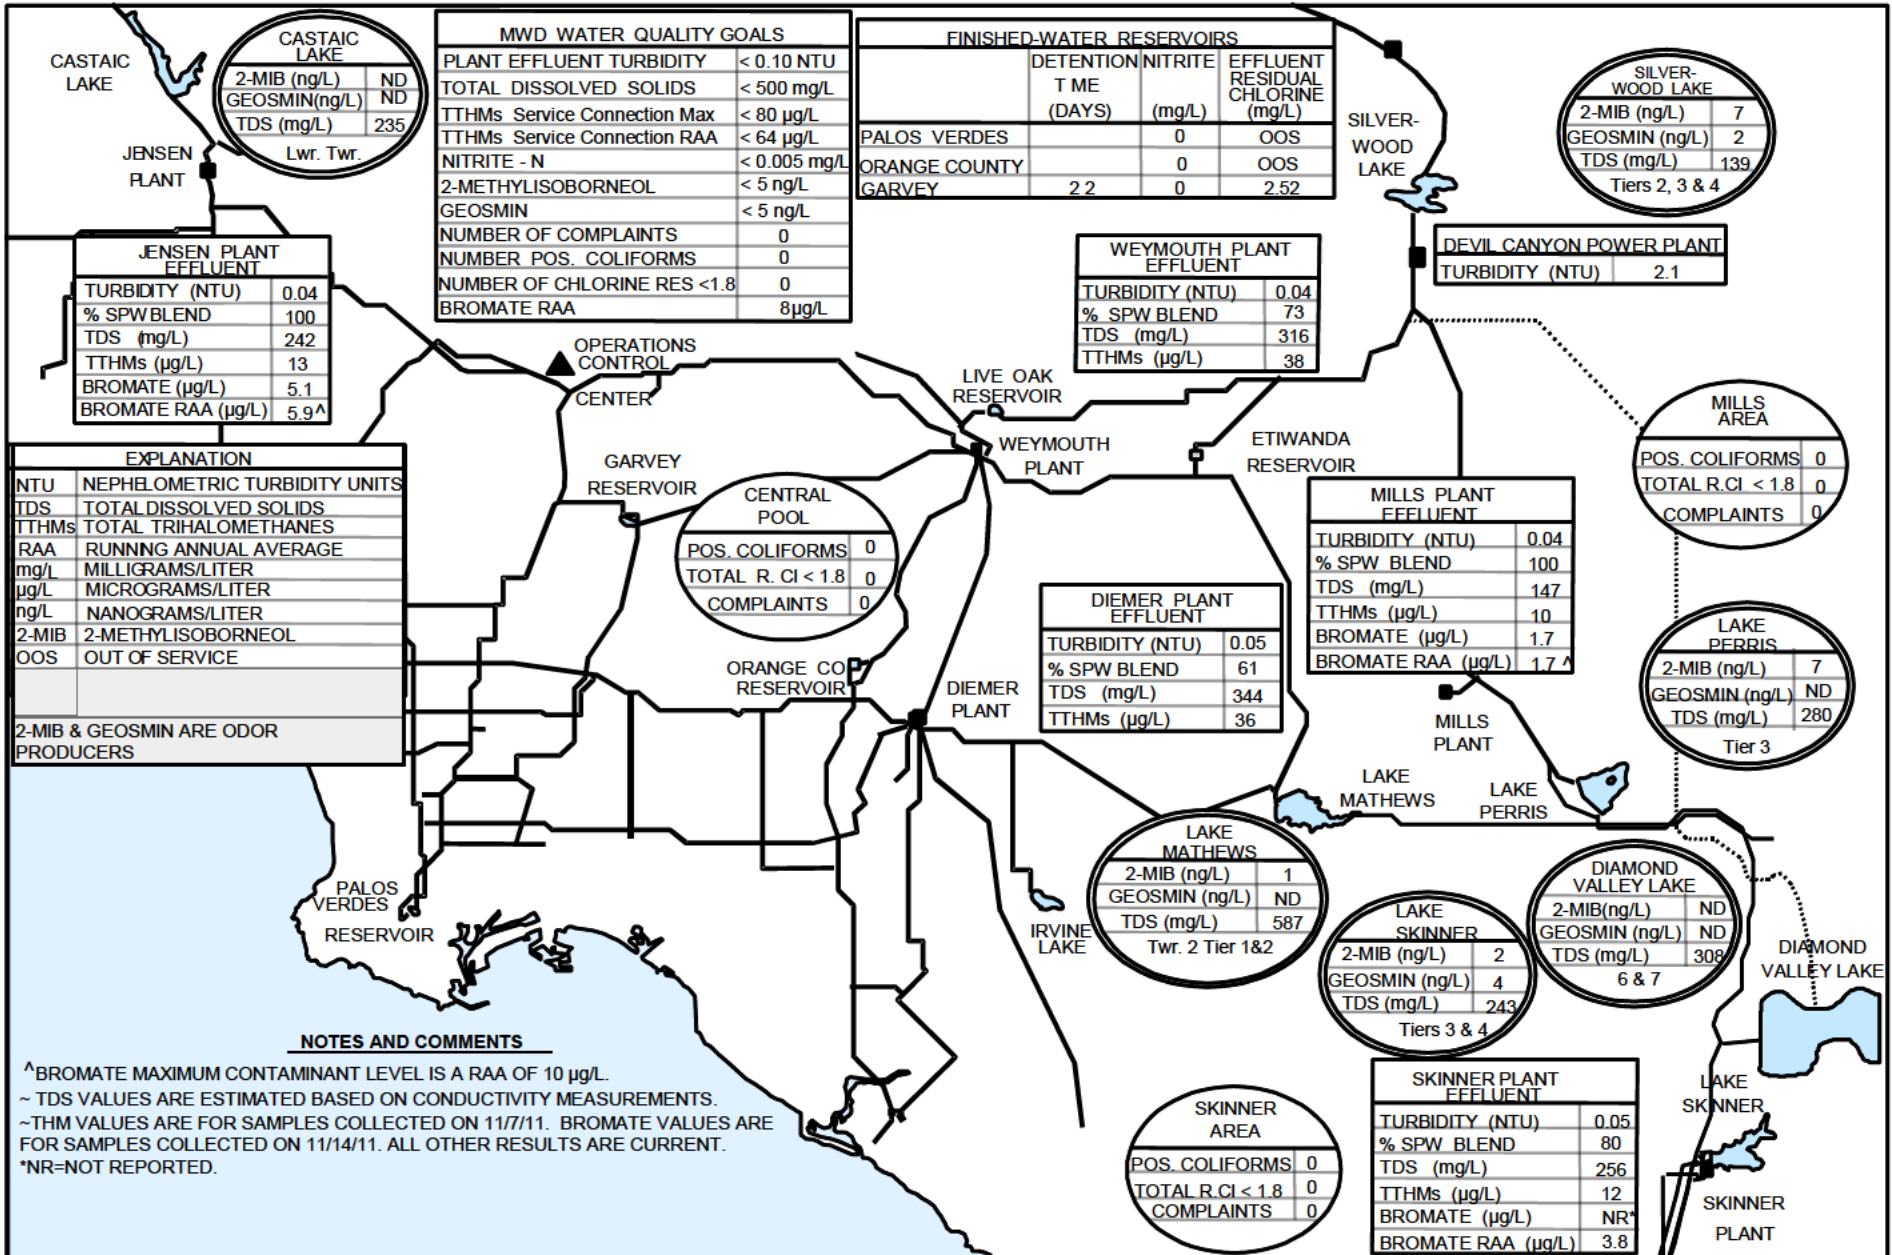 CASTAIC
LAKE
CASTAIC
LAKE
2-MIB (ng/L) ND
GEOSMIN(ng/L) ND
TDS (mg/L) 235
Lwr. Twr.
JENSEN
PLANT
MWD WATER QUALITY GOALS
PLANT EFFLUENT TURBIDITY < 0.10 NTU
TOTAL DISSOLVED SOLIDS < 500 mg/L
TTHMs Service Connection Max < 80 µg/L
TTHMs Service Connection RAA < 64 µg/L
NITRITE - N < 0.005 mg/L
2-METHYLISOBORNEOL < 5 ng/L
GEOSMIN < 5 ng/L
NUMBER OF COMPLAINTS 0
NUMBER POS. COLIFORMS 0
NUMBER OF CHLORINE RES <1.8 0
BROMATE RAA 8µg/L
FINISHED-WATER RESERVOIRS
DETENTION NITRITE EFFLUENT
RESIDUAL
T ME CHLORINE
(DAYS) (mg/L) (mg/L)
PALOS VERDES 0 OOS
ORANGE COUNTY 0 OOS
GARVEY 2 2 0 2.52
SILVER-
WOOD
LAKE
SILVER-
WOOD LAKE
2-MIB (ng/L) 7
GEOSMIN (ng/L) 2
TDS (mg/L) 139
Tiers 2, 3 & 4
DEVIL CANYON POWER PLANT
TURBIDITY (NTU) 2.1
JENSEN PLANT
EFFLUENT
TURBIDITY (NTU) 0.04
% SPW BLEND 100
TDS (mg/L) 242
TTHMs (µg/L) 13
BROMATE (µg/L) 5.1
BROMATE RAA (µg/L) 5.9^
WEYMOUTH PLANT
EFFLUENT
TURBIDITY (NTU) 0.04
% SPW BLEND 73
TDS (mg/L) 316
TTHMs (µg/L) 38
OPERATIONS
CONTROL
CENTER
LIVE OAK
RESERVOIR
WEYMOUTH
PLANT
ETIWANDA
RESERVOIR
MILLS
AREA
POS. COLIFORMS 0
TOTAL R.Cl < 1.8 0
COMPLAINTS 0
EXPLANATION
NTU NEPHELOMETRIC TURBIDITY UNITS
TDS TOTAL DISSOLVED SOLIDS
TTHMs TOTAL TRIHALOMETHANES
RAA RUNNING ANNUAL AVERAGE
mg/L MILLIGRAMS/LITER
µg/L MICROGRAMS/LITER
ng/L NANOGRAMS/LITER
2-MIB 2-METHYLISOBORNEOL
OOS OUT OF SERVICE
2-MIB & GEOSMIN ARE ODOR
PRODUCERS
GARVEY
RESERVOIR
CENTRAL
POOL
POS. COLIFORMS 0
TOTAL R. Cl < 1.8 0
COMPLAINTS 0
MILLS PLANT
EFFLUENT
TURBIDITY (NTU) 0.04
% SPW BLEND 100
TDS (mg/L) 147
TTHMs (µg/L) 10
BROMATE (µg/L) 1.7
BROMATE RAA (µg/L) 1.7 ^
DIEMER PLANT
EFFLUENT
TURBIDITY (NTU) 0.05
% SPW BLEND 61
TDS (mg/L) 344
TTHMs (µg/L) 36
LAKE
PERRIS
2-MIB (ng/L) 7
GEOSMIN (ng/L) ND
TDS (mg/L) 280
Tier 3
ORANGE CO
RESERVOIR
DIEMER
PLANT
MILLS
PLANT
LAKE
MATHEWS
LAKE
PERRIS
LAKE
MATHEWS
2-MIB (ng/L) 1
GEOSMIN (ng/L) ND
TDS (mg/L) 587
Twr. 2 Tier 1&2
DIAMOND
VALLEY LAKE
2-MIB(ng/L) ND
GEOSMIN (ng/L) ND
TDS (mg/L) 308
6 & 7
PALOS
VERDES
RESERVOIR
IRVINE
LAKE
LAKE
SKINNER
2-MIB (ng/L) 2
GEOSMIN (ng/L) 4
TDS (mg/L) 243
Tiers 3 & 4
DIAMOND
VALLEY LAKE
NOTES AND COMMENTS
^BROMATE MAXIMUM CONTAMINANT LEVEL IS A RAA OF 10 µg/L.
~ TDS VALUES ARE ESTIMATED BASED ON CONDUCTIVITY MEASUREMENTS.
~THM VALUES ARE FOR SAMPLES COLLECTED ON 11/7/11. BROMATE VALUES ARE
FOR SAMPLES COLLECTED ON 11/14/11. ALL OTHER RESULTS ARE CURRENT.
*NR=NOT REPORTED.
SKINNER
AREA
POS. COLIFORMS 0
TOTAL R.Cl < 1.8 0
COMPLAINTS 0
SKINNER PLANT
EFFLUENT
TURBIDITY (NTU) 0.05
% SPW BLEND 80
TDS (mg/L) 256
TTHMs (µg/L) 12
BROMATE (µg/L) NR*
BROMATE RAA (µg/L) 3.8
LAKE
SKINNER
SKINNER
PLANT